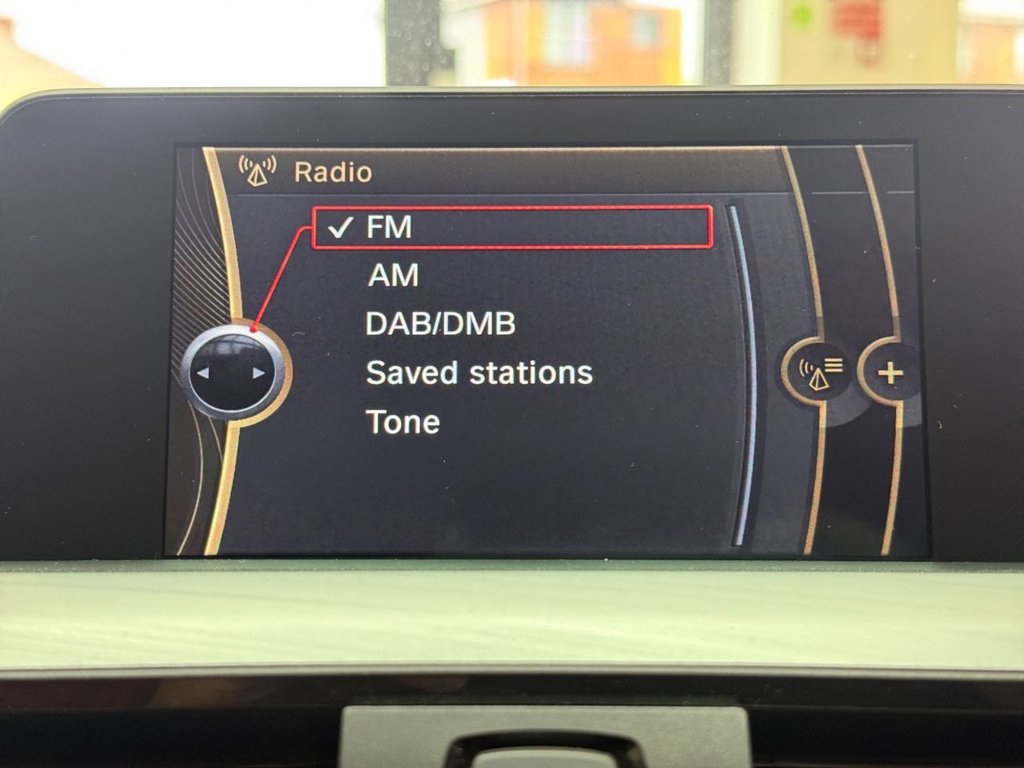 Radio
✓ FM
AM
DAB/DMB
Saved stations
Tone